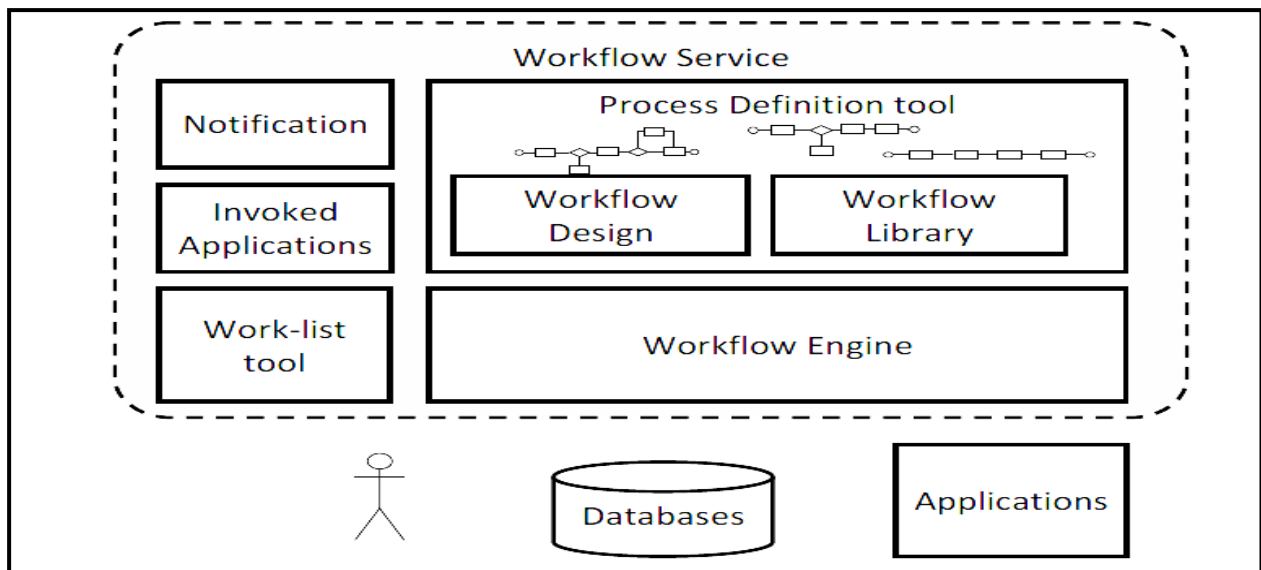 Workflow Service
Notification
Process Definition tool
Invoked
Applications
Workflow
Design
Workflow
Library
Work-list
tool
Workflow Engine
Databases
Applications